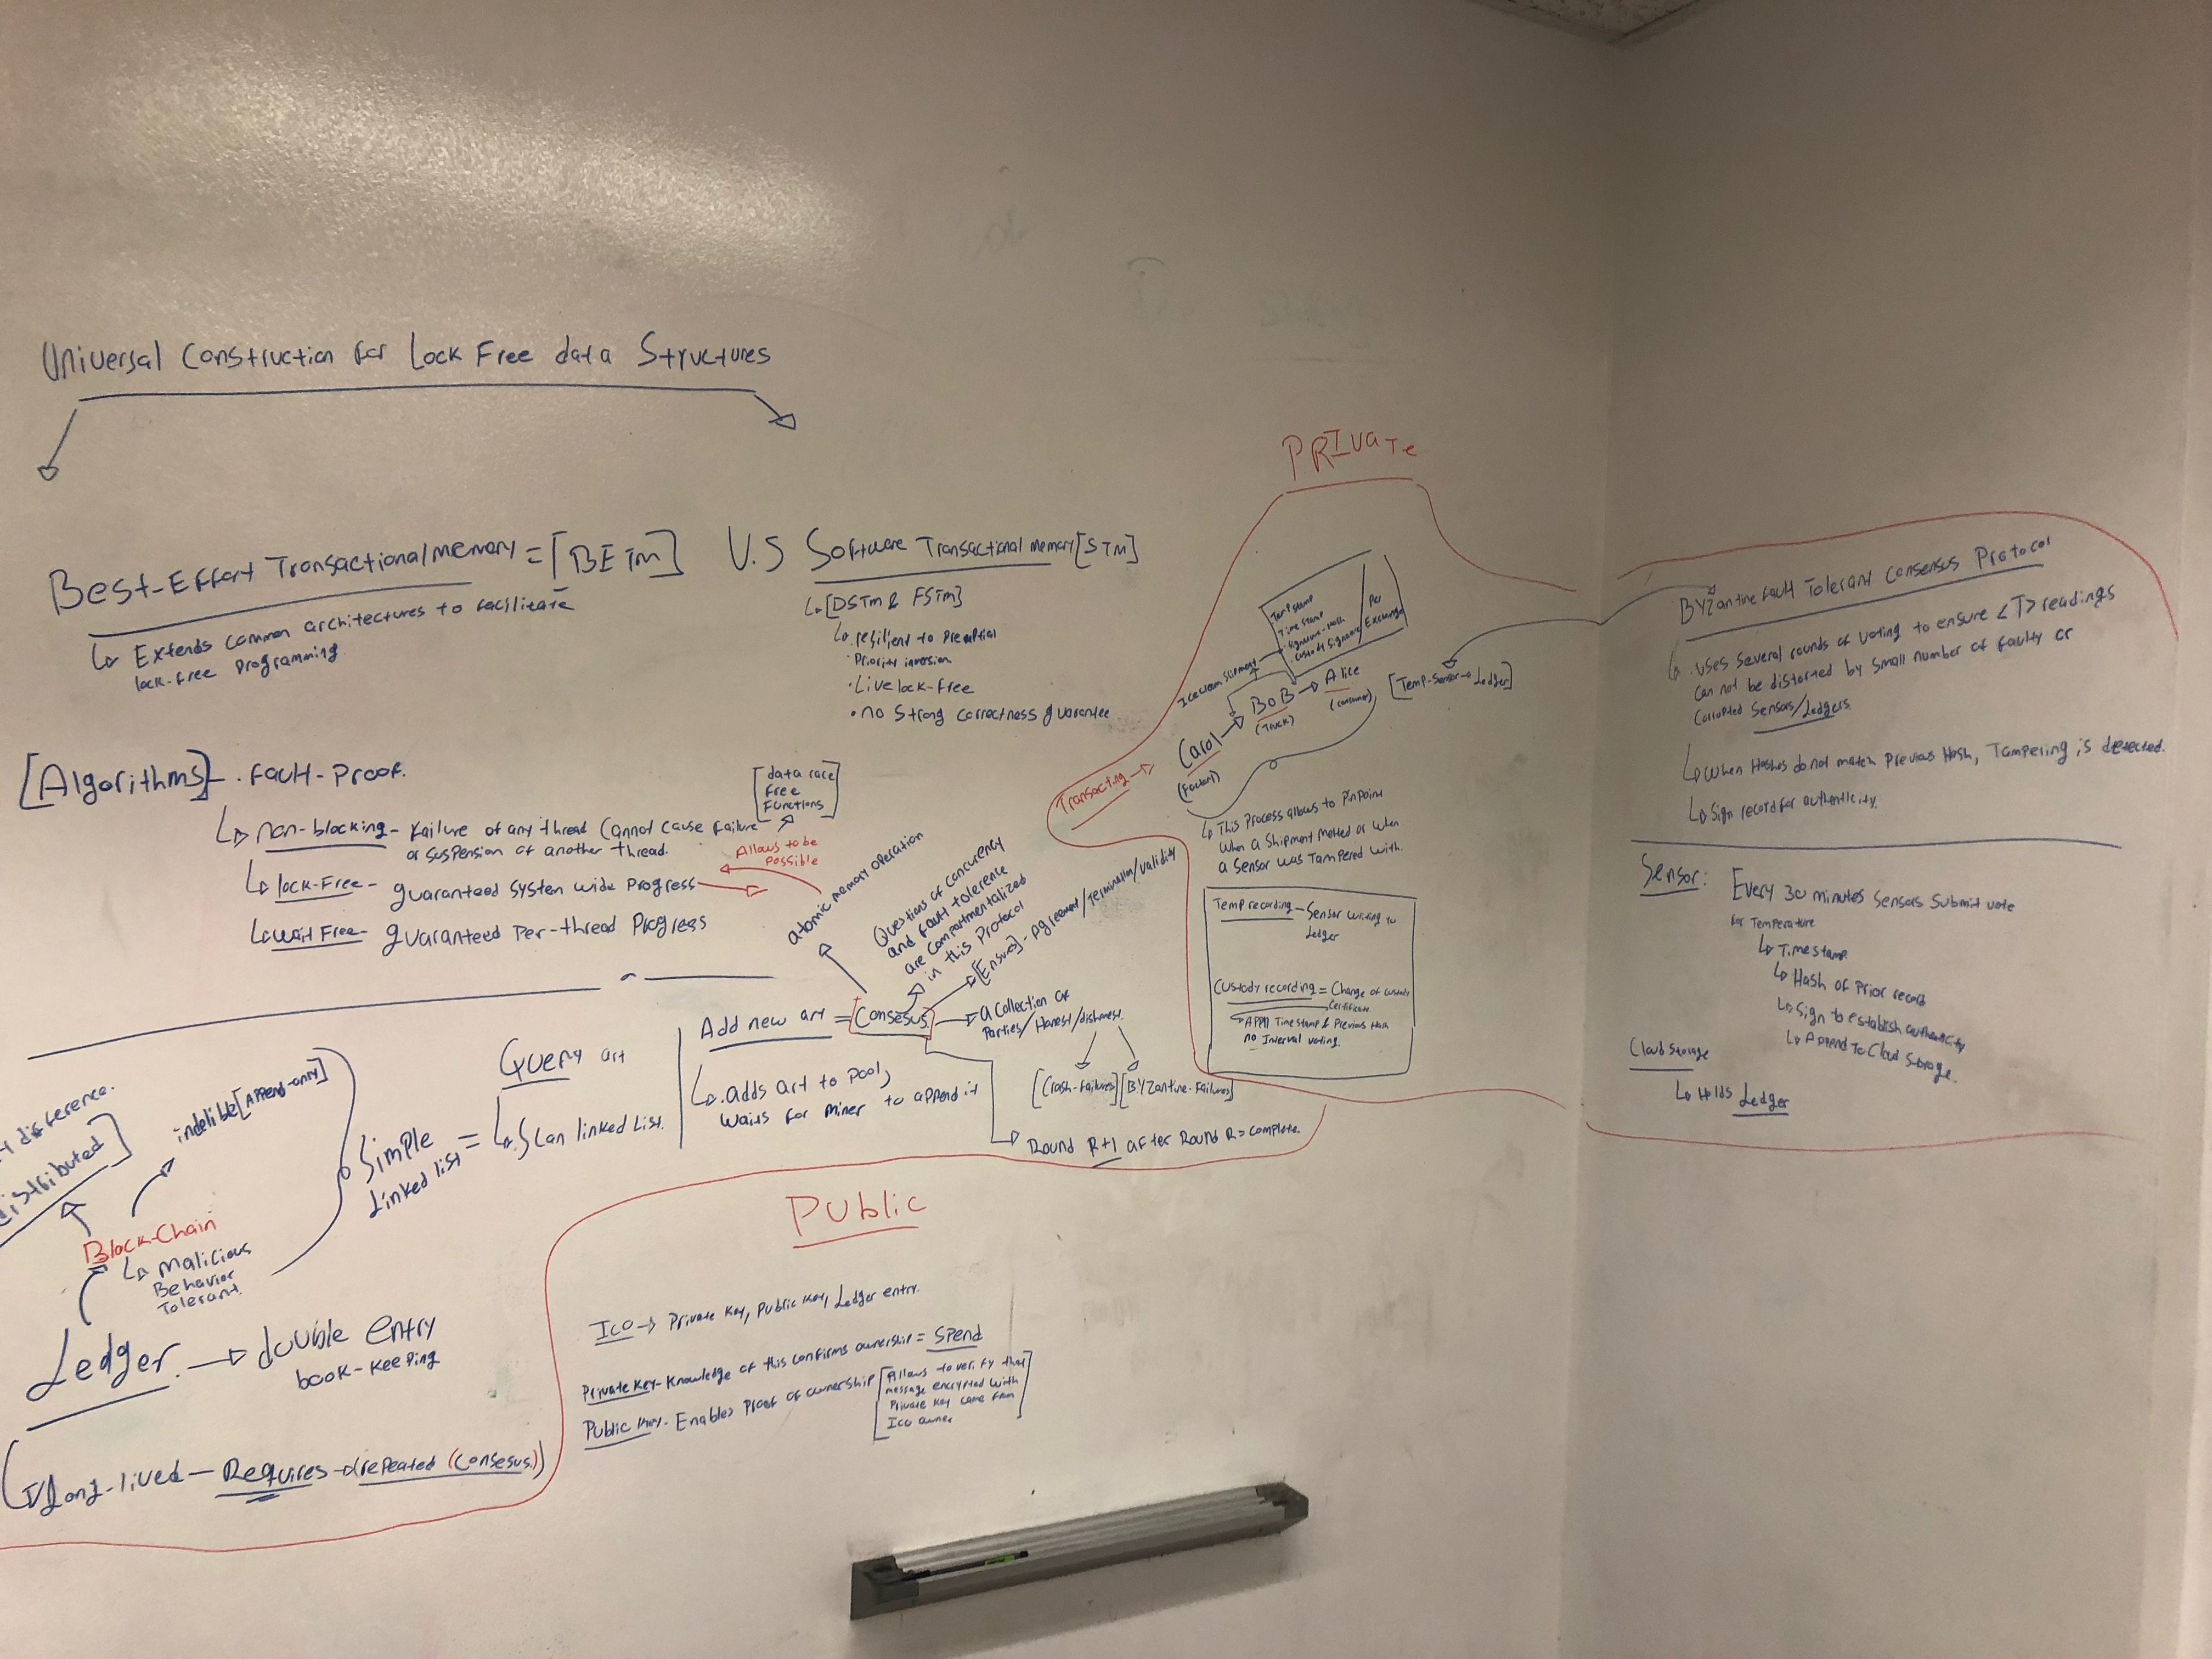 Universal Construction for Lock Free data Structures
Best-Effort Transactional memory = [BETM] V.S Software Transactional memory [STM]
Extends common architectures to facilitate
lock-free programming.
[DSTM & FSTM]
resilient to
Priority inversion
• Livelock-free
• no strong correctness guarantee
[Algorithms] - . Fault-Proof.
non-blocking - failure of any thread cannot cause failure
or suspension of another thread.
[data race
free
functions]
lock-Free - guaranteed system wide Progress
Allows to be
possible
wait Free - guaranteed Per-thread Progress
atomic memory operation
Questions of concurency
and fault tolerence
are compartmentalized
in this Protocol
[Ensures] - Agreement/Termination/validity
Add new art = Consesus.
a collection of
Parties/Honest/dishonest.
[Crash-failures] [BYZantine-Failures]
Round R+1 after Round R = complete.
adds art to Pool,
waits for miner to append it
Query art
Scan linked list.
Simple
Linked list =
indelible [Append-only]
difference.
distributed]
Block-Chain
Malicious
Behavior
Tolerant.
Ledger. double entry
book-keeping
Long-lived - Requires repeated (Consesus.)
PRIvate
Transacting
Carol BOB Alice
(Factory) (Truck) (consumer)
Icecream Shipment
Temp stamp
Time stamp
Signature-Hash
Custody Signature
Per
Exchange
[Temp-Sensor Ledger]
This Process allows to Pinpoint
when a Shipment melted or when
a Sensor was Tampered with.
Temp recording - Sensor writing to
Ledger
Custody recording = Change of custody
Certificate.
Timestamp & Previous Hash
no Interval voting.
BYZantine Fault Tolerant Consensus Protocol
. uses several rounds of voting to ensure <T> readings
can not be distorted by small number of faulty or
Corrupted Sensors/Ledgers.
when Hashes do not match Previous Hash, Tampering is detected.
Sign record for authenticity.
Sensor: Every 30 minutes Sensors Submit vote
for Temperature
Timestamp.
Hash of Prior record
Sign to establish authenticity
Append To Cloud Storage.
Cloud Storage
Holds Ledger
Public
ICO Private Key, Public Key, Ledger entry.
Private Key - Knowledge of this confirms ownership = Spend
Public Key - Enables Proof of ownership [Allows to verify that
message encrypted with
Private Key came from
ICO owner]